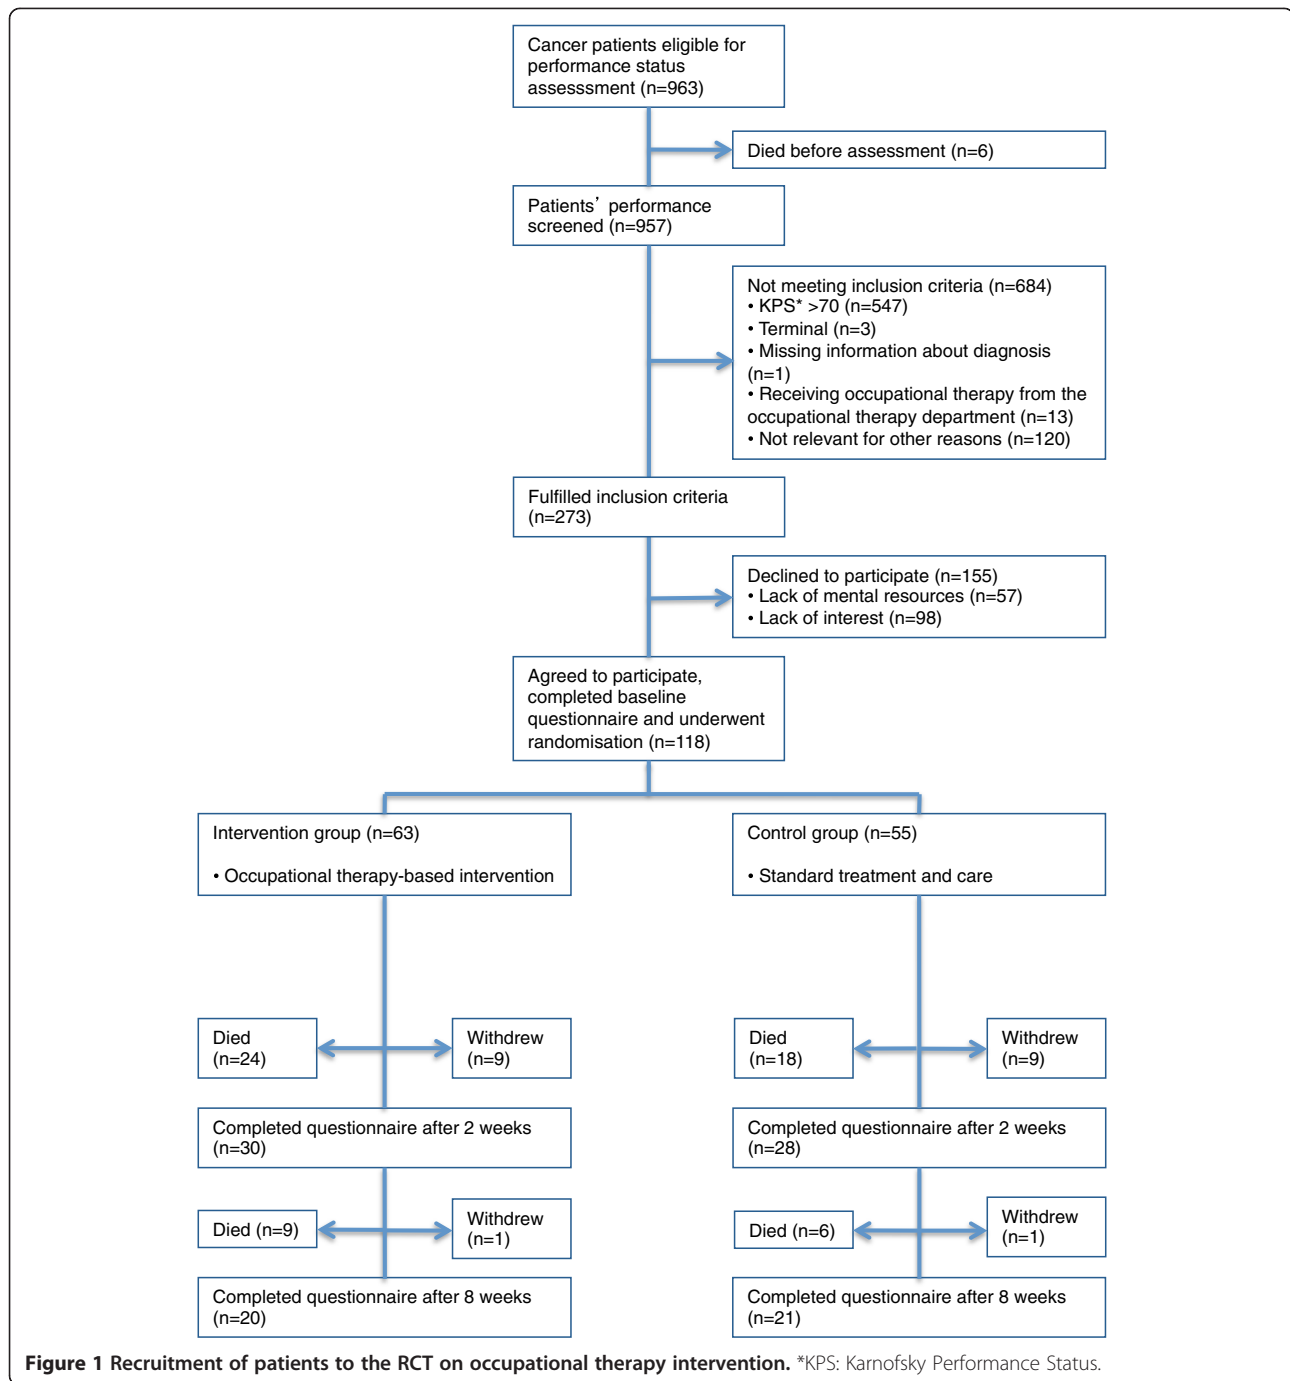 Cancer patients eligible for
performance status
assesssment (n=963)
Died before assessment (n=6)
Patients’ performance
screened (n=957)
Not meeting inclusion criteria (n=684)
• KPS* >70 (n=547)
• Terminal (n=3)
• Missing information about diagnosis
(n=1)
• Receiving occupational therapy from the
occupational therapy department (n=13)
• Not relevant for other reasons (n=120)
Fulfilled inclusion criteria
(n=273)
Declined to participate (n=155)
• Lack of mental resources (n=57)
• Lack of interest (n=98)
Agreed to participate,
completed baseline
questionnaire and underwent
randomisation (n=118)
Intervention group (n=63)
• Occupational therapy-based intervention
Control group (n=55)
• Standard treatment and care
Died
(n=24)
Withdrew
(n=9)
Died
(n=18)
Withdrew
(n=9)
Completed questionnaire after 2 weeks
(n=30)
Completed questionnaire after 2 weeks
(n=28)
Died (n=9)
Withdrew
(n=1)
Died (n=6)
Withdrew
(n=1)
Completed questionnaire after 8 weeks
(n=20)
Completed questionnaire after 8 weeks
(n=21)
Figure 1 Recruitment of patients to the RCT on occupational therapy intervention. *KPS: Karnofsky Performance Status.